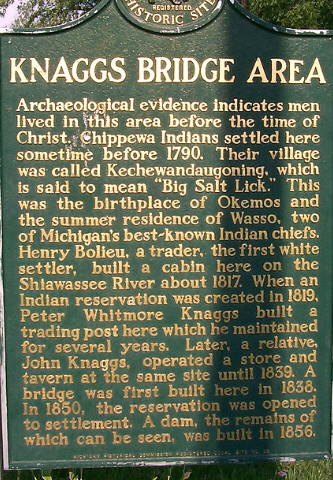 REGISTERED
HISTORIC SITE
KNAGGS BRIDGE AREA
Archaeological evidence indicates men
lived in this area before the time of
Christ. Chippewa Indians settled here
sometime before 1790. Their village
was called Kechewandaugoning, which
is said to mean "Big Salt Lick." This
was the birthplace of Okemos and
the summer residence of Wasso, two
of Michigan's best-known Indian chiefs.
Henry Bolieu, a trader, the first white
settler, built a cabin here on the
Shiawassee River about 1817. When an
Indian reservation was created in 1819,
Peter Whitmore Knaggs built a
trading post here which he maintained
for several years. Later, a relative,
John Knaggs, operated a store and
tavern at the same site until 1839. A
bridge was first built here in 1838.
In 1850, the reservation was opened
to settlement. A dam, the remains of
which can be seen, was built in 1856.
MICHIGAN HISTORICAL COMMISSION REGISTERED LOCAL SITE NO.